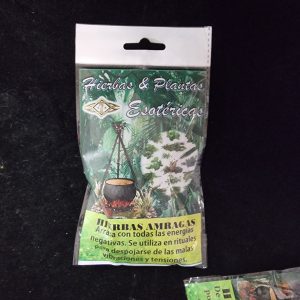 Hierbas & Plantas
Esotéricas
HIERBAS AMARGAS
Arrasa con todas las energías
negativas. Se utiliza en rituales
para despojarse de las malas
vibraciones y tensiones.